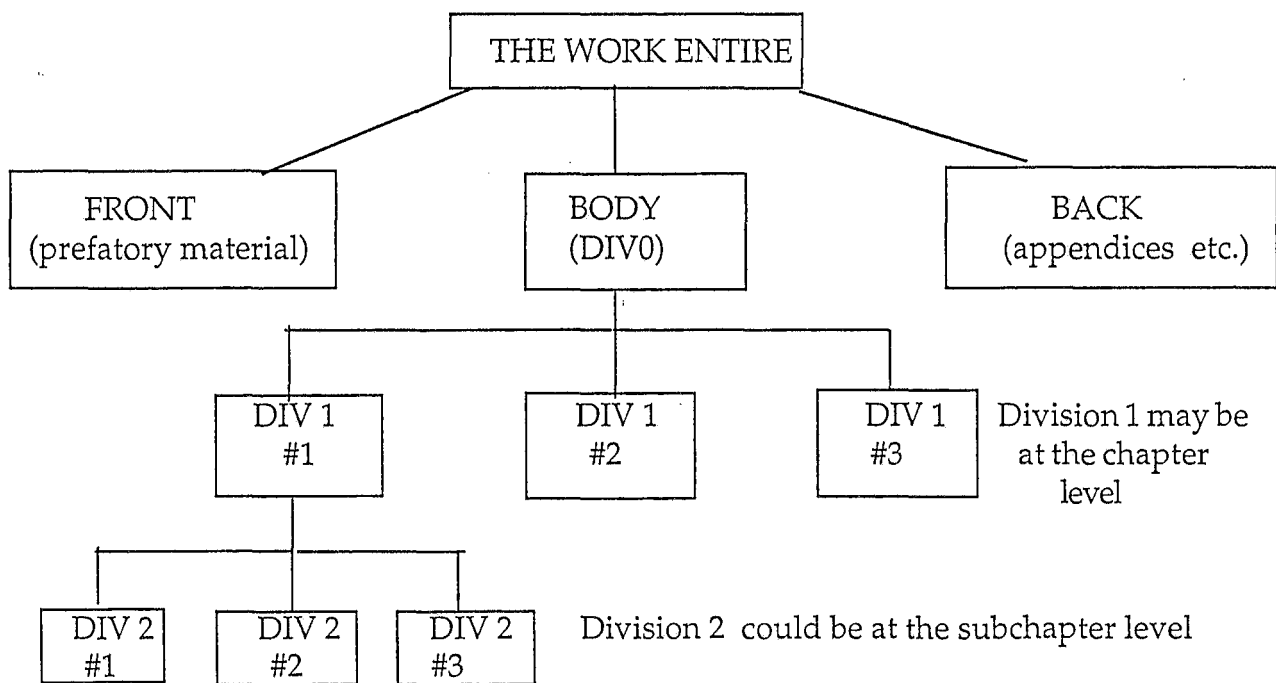 THE WORK ENTIRE
FRONT
(prefatory material)
BODY
(DIV0)
BACK
(appendices etc.)
DIV 1
#1
DIV 1
#2
DIV 1
#3
Division 1 may be
at the chapter
level
DIV 2
#1
DIV 2
#2
DIV 2
#3
Division 2 could be at the subchapter level